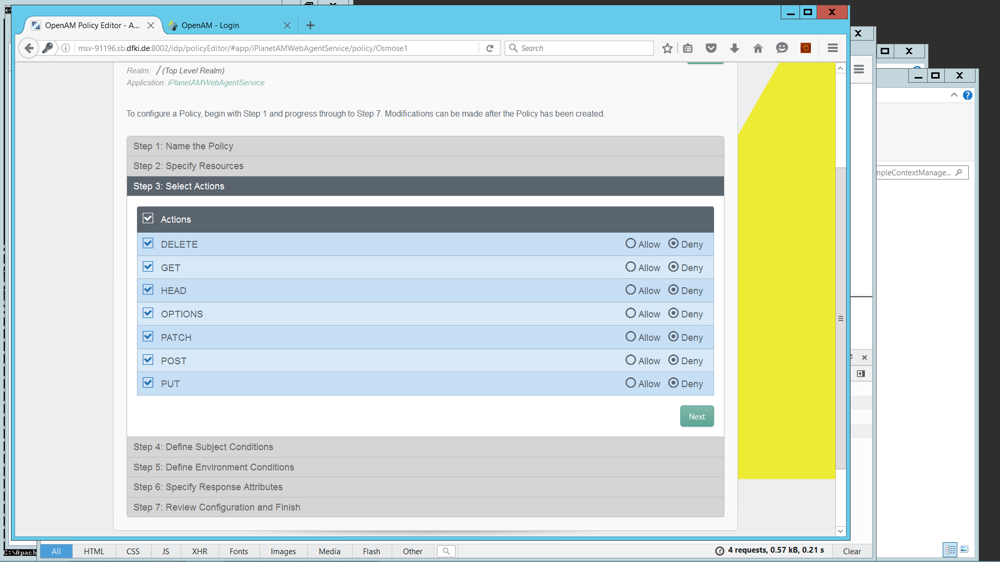 OpenAM Policy Editor - A...
OpenAM - Login
msv-91196.sb.dfki.de:8002/idp/policyEditor/#app/iPlanetAMWebAgentService/policy/Osmose1
Search
Realm: / (Top Level Realm)
Application: iPlanetAMWebAgentService
To configure a Policy, begin with Step 1 and progress through to Step 7. Modifications can be made after the Policy has been created.
Step 1: Name the Policy
Step 2: Specify Resources
mpleContextManage...
Step 3: Select Actions
Actions
DELETE Allow Deny
GET Allow Deny
HEAD Allow Deny
OPTIONS Allow Deny
PATCH Allow Deny
POST Allow Deny
PUT Allow Deny
Next
Step 4: Define Subject Conditions
Step 5: Define Environment Conditions
Step 6: Specify Response Attributes
Step 7: Review Configuration and Finish
C:\Apach
All HTML CSS JS XHR Fonts Images Media Flash Other 4 requests, 0.57 kB, 0.21 s Clear